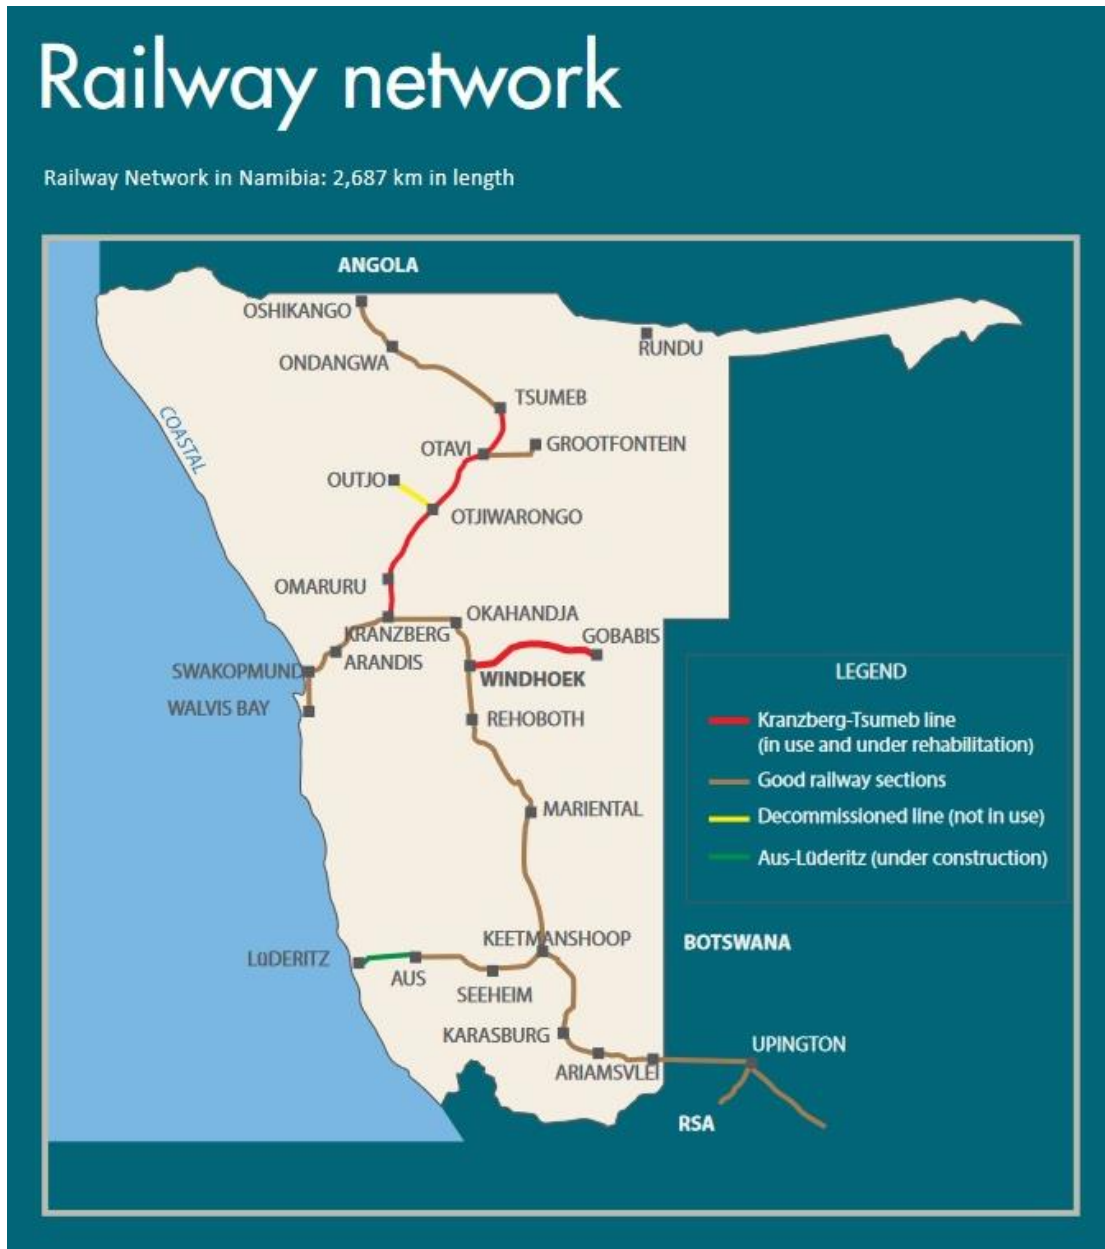 Railway network
Railway Network in Namibia: 2,687 km in length
ANGOLA
OSHIKANGO
RUNDU
ONDANGWA
TSUMEB
COASTAL
OTAVI
GROOTFONTEIN
OUTJO
OTJIWARONGO
OMARURU
OKAHANDJA
KRANZBERG
GOBABIS
ARANDIS
SWAKOPMUND
WINDHOEK
WALVIS BAY
REHOBOTH
LEGEND
Kranzberg-Tsumeb line
(in use and under rehabilitation)
Good railway sections
Decommissioned line (not in use)
Aus-Lüderitz (under construction)
MARIENTAL
KEETMANSHOOP
BOTSWANA
LüDERITZ
AUS
SEEHEIM
KARASBURG
UPINGTON
ARIAMSVLEI
RSA